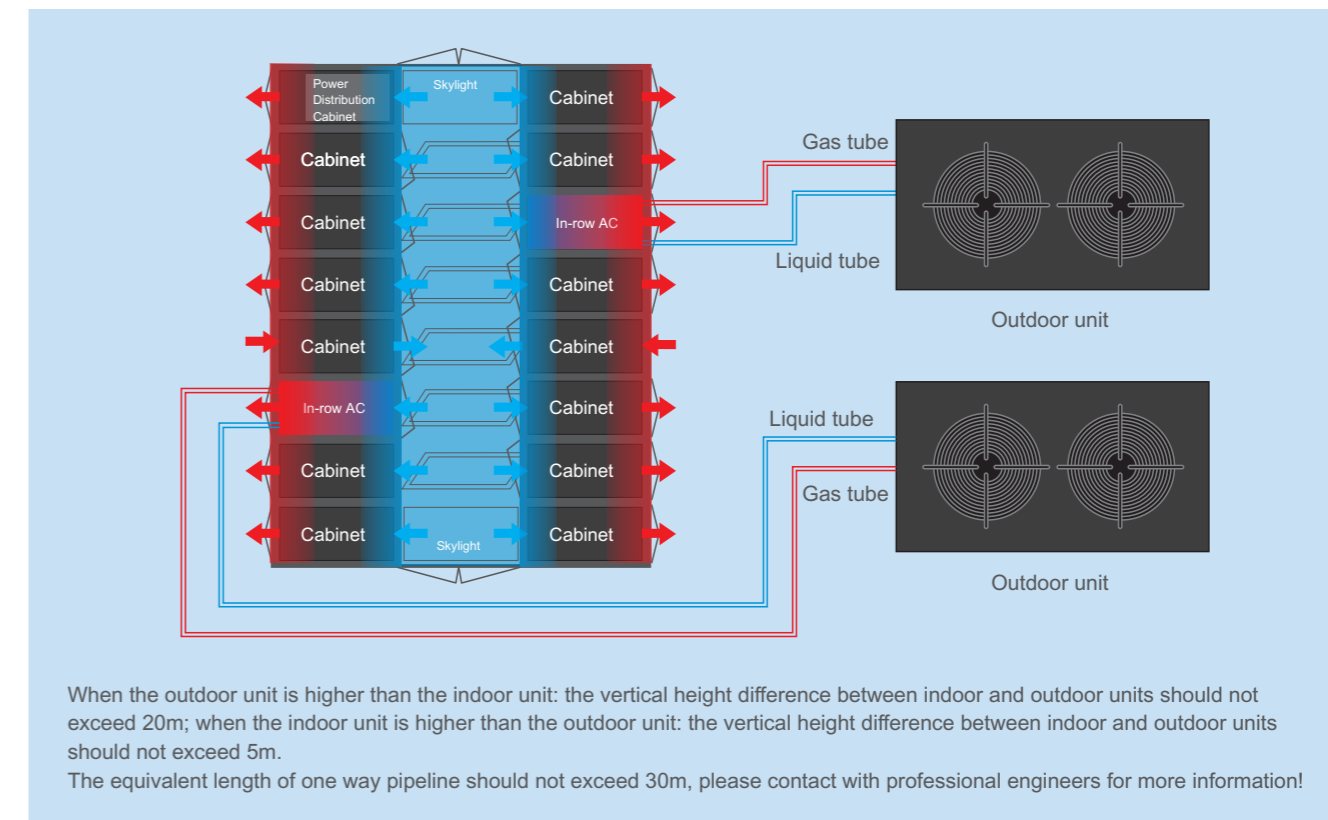 Power
Distribution
Cabinet
Skylight
Cabinet
Cabinet
Cabinet
Gas tube
Cabinet
In-row AC
Liquid tube
Cabinet
Cabinet
Outdoor unit
Cabinet
Cabinet
In-row AC
Cabinet
Liquid tube
Cabinet
Cabinet
Gas tube
Cabinet
Skylight
Cabinet
Outdoor unit
When the outdoor unit is higher than the indoor unit: the vertical height difference between indoor and outdoor units should not
exceed 20m; when the indoor unit is higher than the outdoor unit: the vertical height difference between indoor and outdoor units
should not exceed 5m.
The equivalent length of one way pipeline should not exceed 30m, please contact with professional engineers for more information!